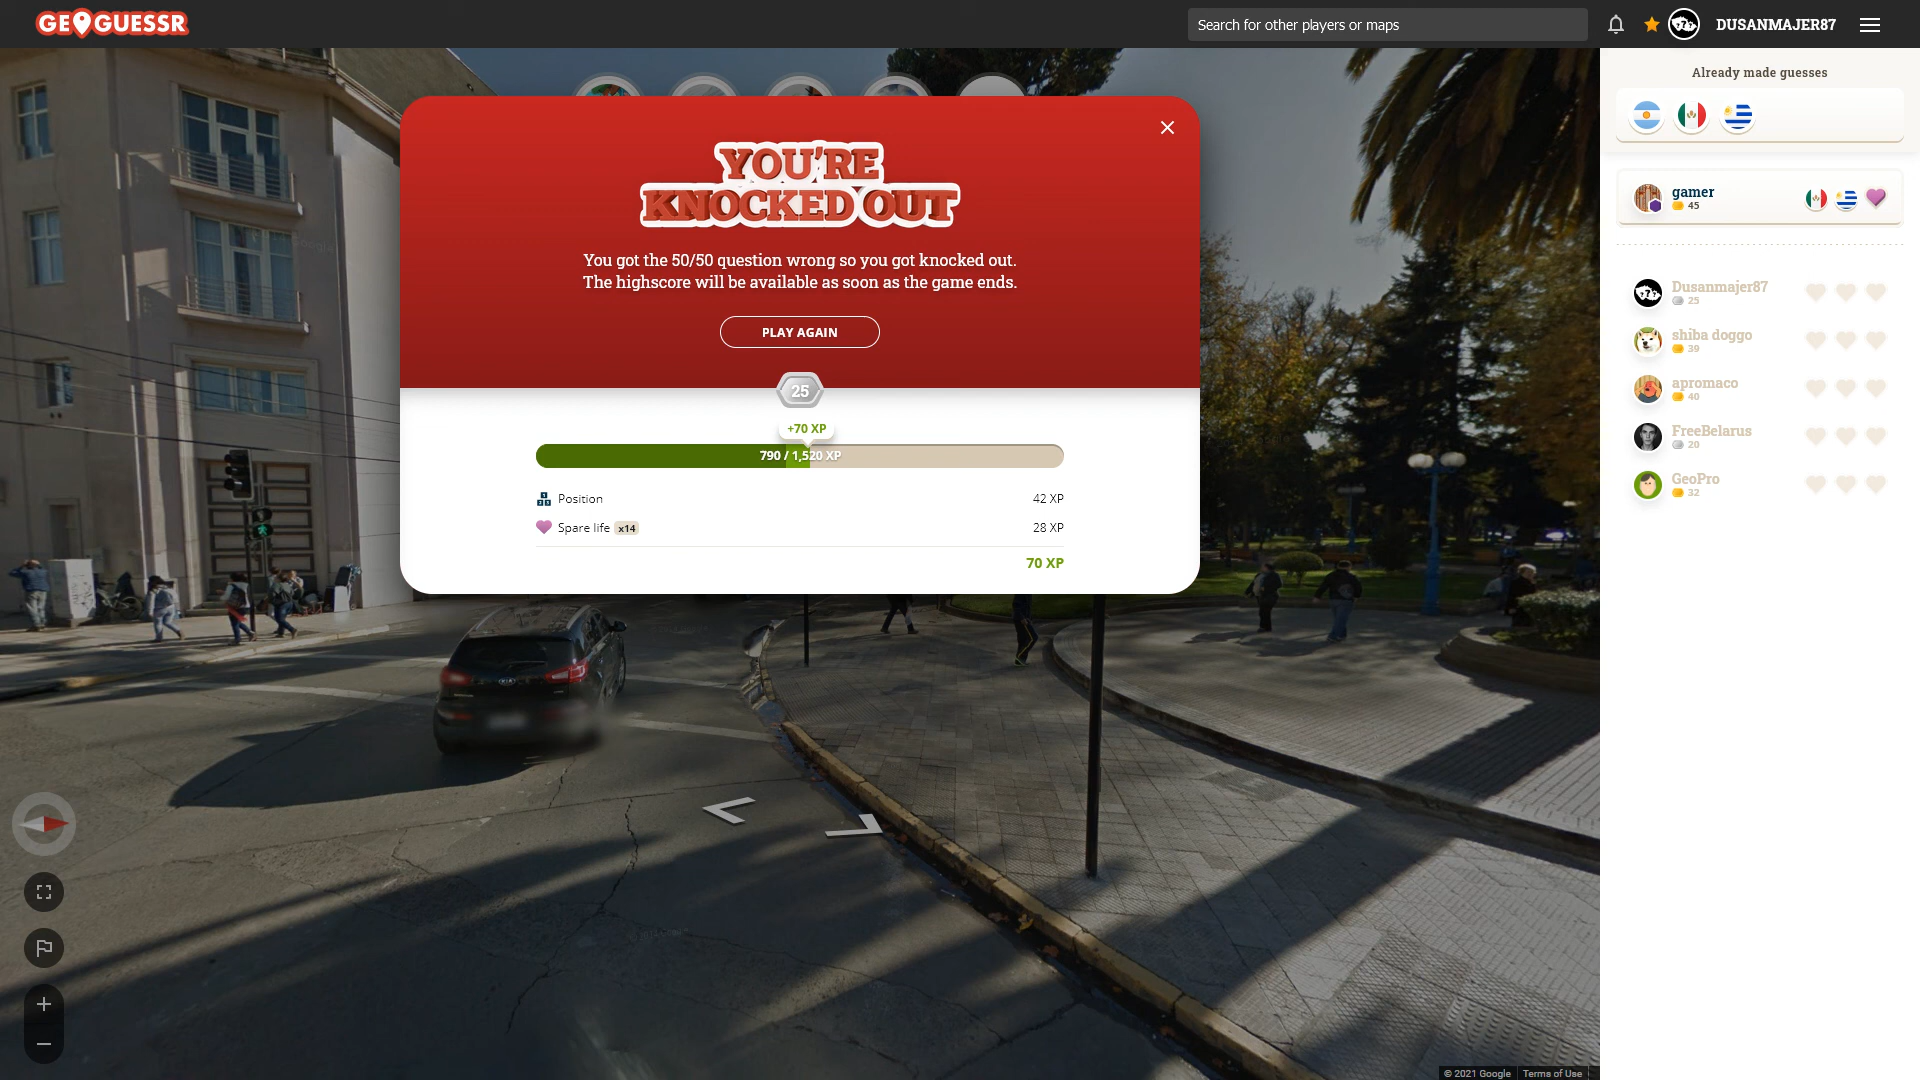 GEOGUESSR
Search for other players or maps
DUSANMAJER87
YOU'RE
KNOCKED OUT
You got the 50/50 question wrong so you got knocked out.
The highscore will be available as soon as the game ends.
PLAY AGAIN
25
+70 XP
790 / 1,520 XP
Position
42 XP
Spare life x14
28 XP
70 XP
Already made guesses
gamer
45
Dusanmajer87
25
shiba doggo
39
apromaco
40
FreeBelarus
20
GeoPro
32
© 2021 Google
Terms of Use